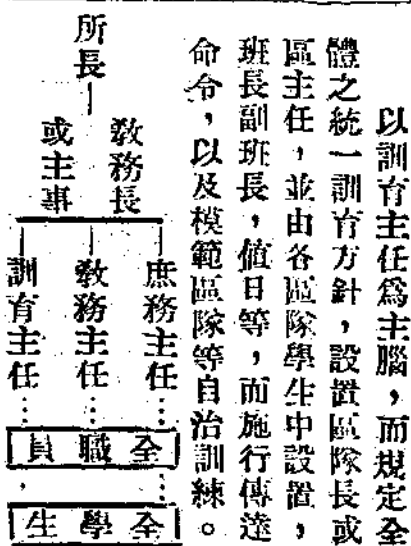 以訓育主任爲主腦，而規定全
體之統一訓育方針，設置區隊長或
區主任，並由各區隊學生中設置，
班長副班長，値日等，而施行傳達
命令，以及模範區隊等自治訓練。
所長
敎務長
或主事
庶務主任
敎務主任
訓育主任
全職員
全學生